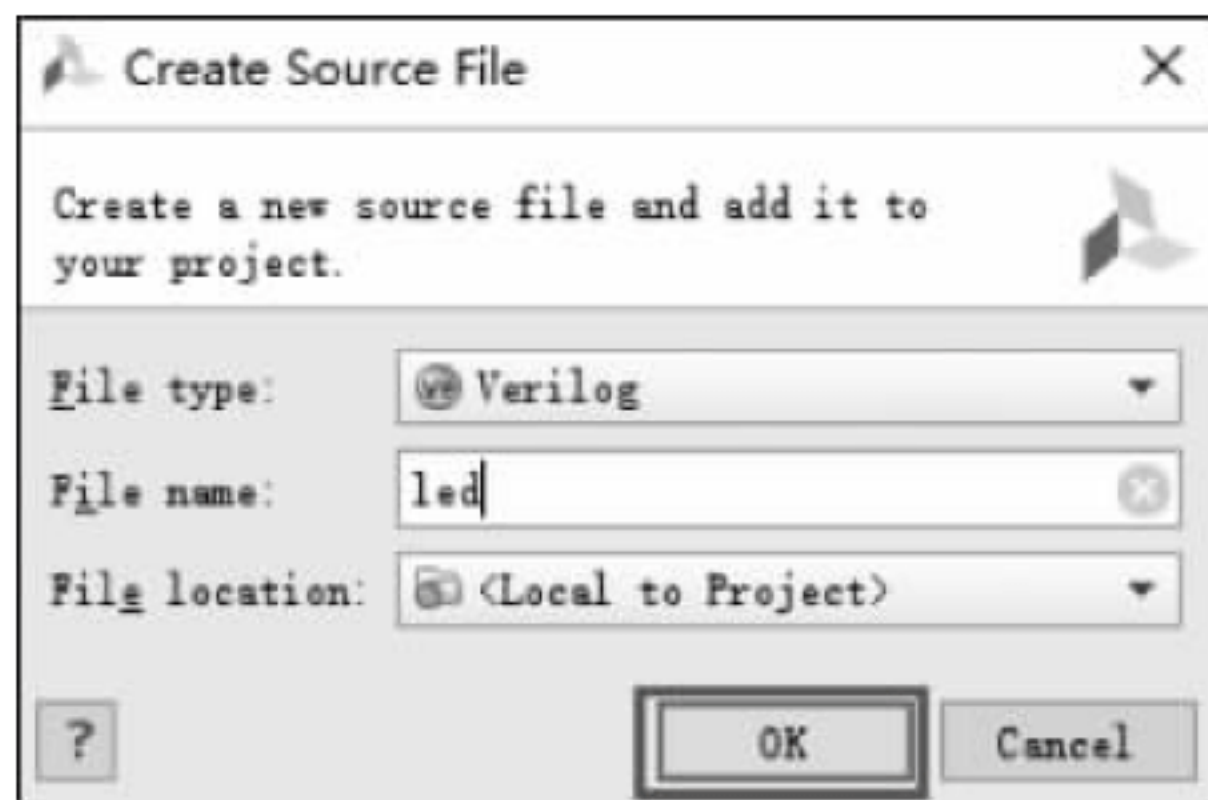 Create Source File
Create a new source file and add it to
your project.
File type: Verilog
File name: led
File location: <Local to Project>
? OK Cancel